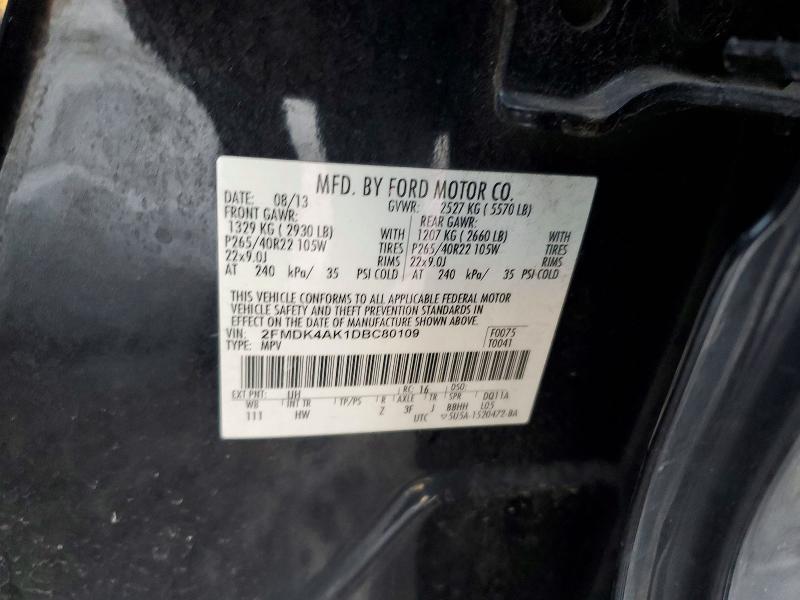 MFD. BY FORD MOTOR CO.
DATE: 08/13 GVWR: 2527 KG ( 5570 LB)
FRONT GAWR: REAR GAWR:
1329 KG ( 2930 LB) WITH 1207 KG ( 2660 LB) WITH
P265/40R22 105W TIRES P265/40R22 105W TIRES
22x9.0J RIMS 22x9.0J RIMS
AT 240 kPa/ 35 PSI COLD AT 240 kPa/ 35 PSI COLD
THIS VEHICLE CONFORMS TO ALL APPLICABLE FEDERAL MOTOR
VEHICLE SAFETY AND THEFT PREVENTION STANDARDS IN
EFFECT ON THE DATE OF MANUFACTURE SHOWN ABOVE.
VIN: 2FMDK4AK1DBC80109 F0075
TYPE: MPV T0041
EXT PNT: UH RC: 16 DSO:
WB INT TR TP/PS R AXLE TR SPR DQ11A
111 HW Z 3F J BBHH L05
UTC 5U5A-1520472-BA